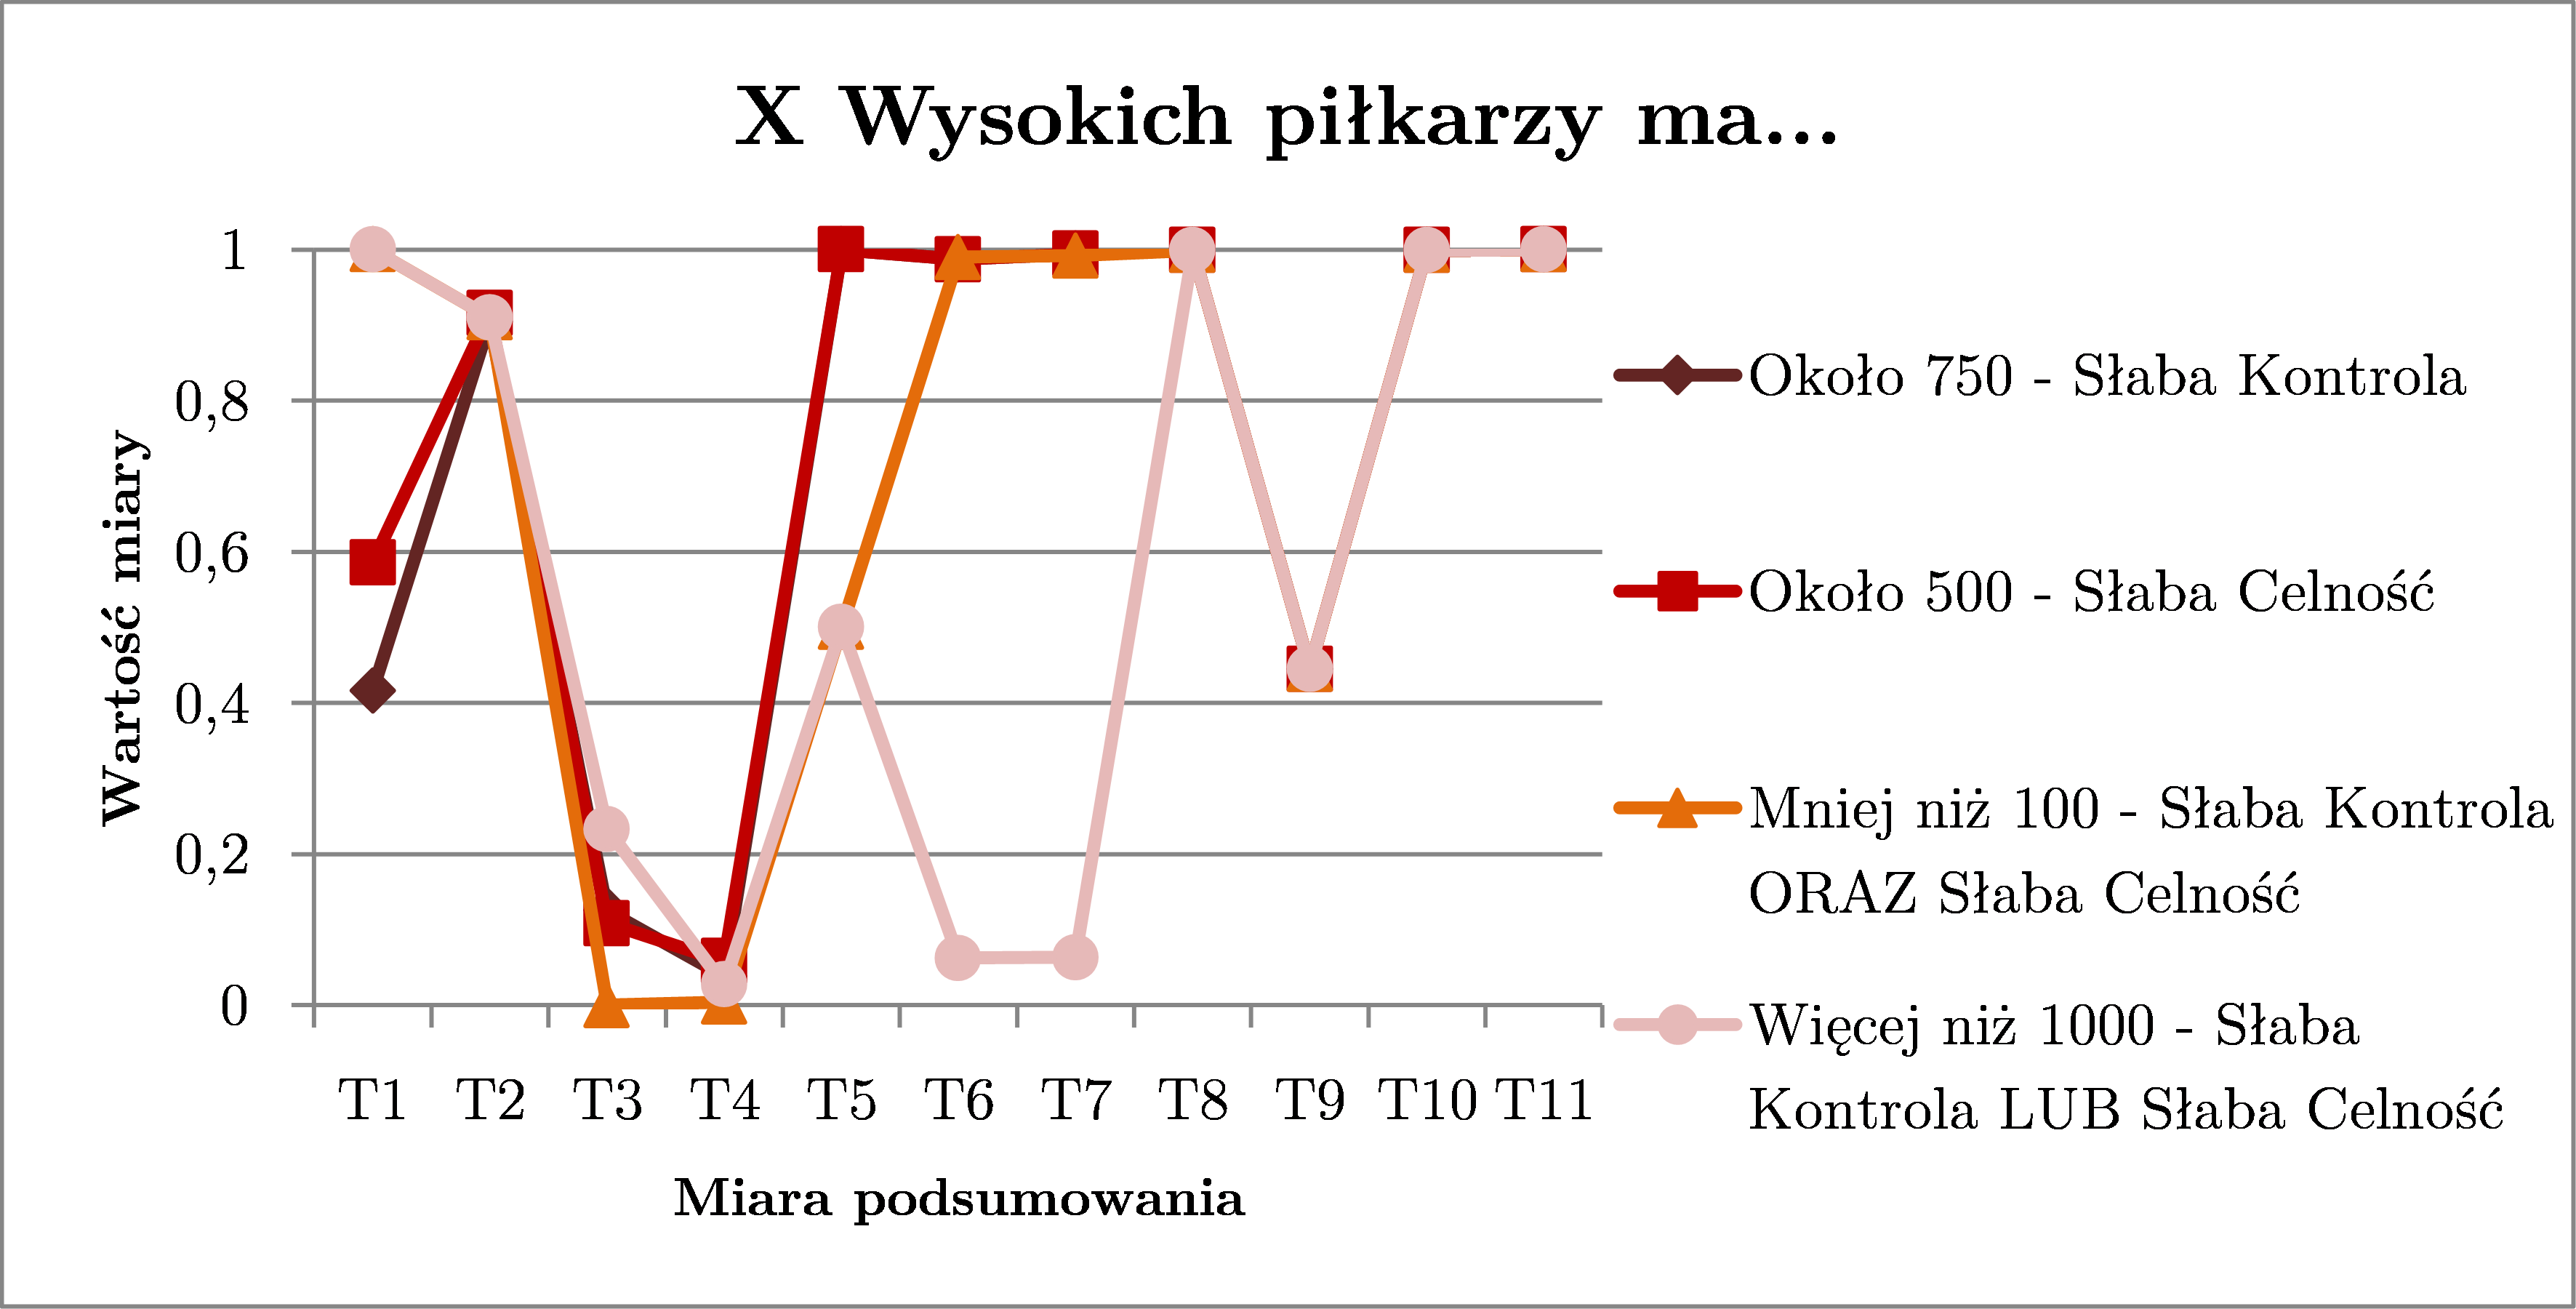 X Wysokich piłkarzy ma...
Wartość miary
1
0,8
0,6
0,4
0,2
0
T1 T2 T3 T4 T5 T6 T7 T8 T9 T10 T11
Miara podsumowania
Około 750 - Słaba Kontrola
Około 500 - Słaba Celność
Mniej niż 100 - Słaba Kontrola
ORAZ Słaba Celność
Więcej niż 1000 - Słaba
Kontrola LUB Słaba Celność